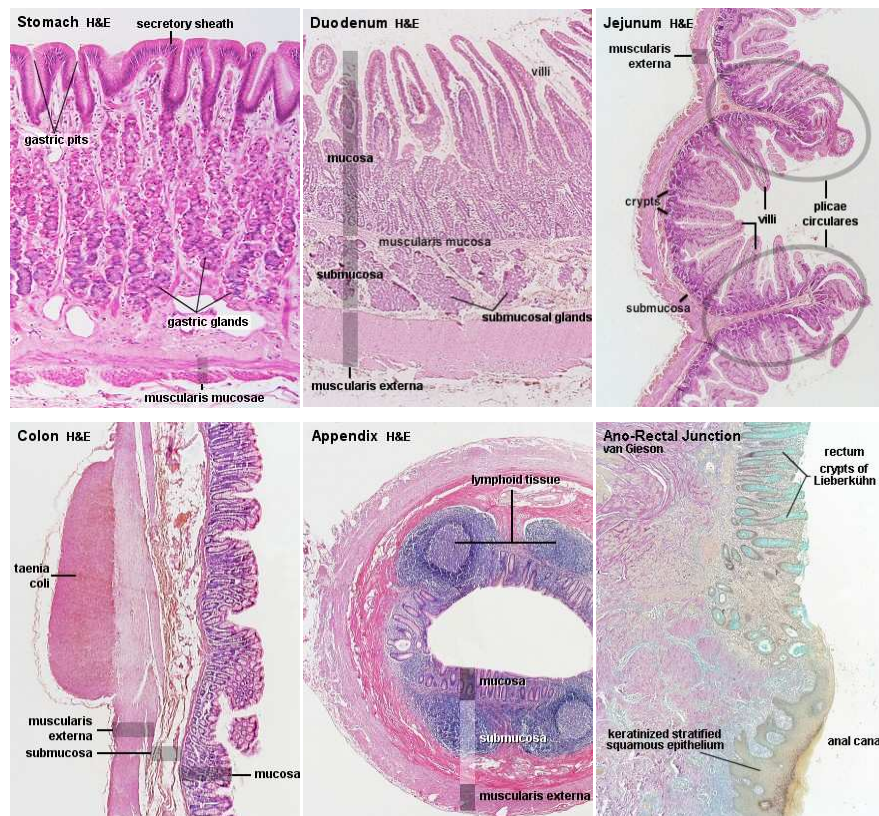 Stomach H&E
secretory sheath
gastric pits
gastric glands
muscularis mucosae
Duodenum H&E
villi
mucosa
muscularis mucosa
submucosa
submucosal glands
muscularis externa
Jejunum H&E
muscularis
externa
crypts
villi
plicae
circulares
submucosa
Colon H&E
taenia
coli
muscularis
externa
submucosa
mucosa
Appendix H&E
lymphoid tissue
mucosa
submucosa
muscularis externa
Ano-Rectal Junction
van Gieson
rectum
crypts of
Lieberkühn
keratinized stratified
squamous epithelium
anal cana